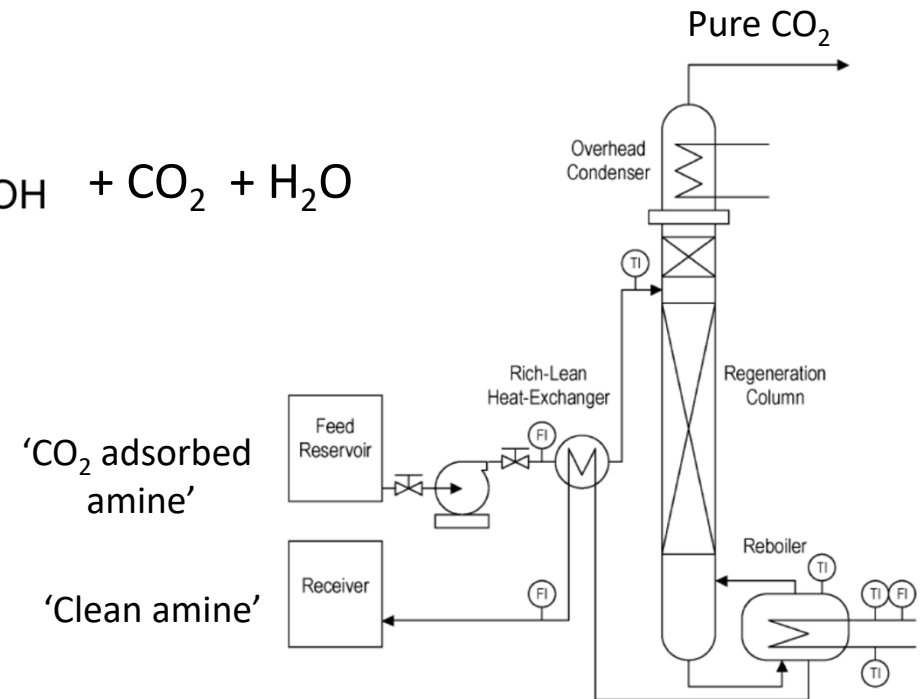 Pure CO₂
Overhead
Condenser
OH + CO₂ + H₂O
TI
Rich-Lean
Heat-Exchanger
Regeneration
Column
Feed
Reservoir
FI
‘CO₂ adsorbed
amine’
Reboiler
TI
Receiver
FI
TI FI
‘Clean amine’
TI